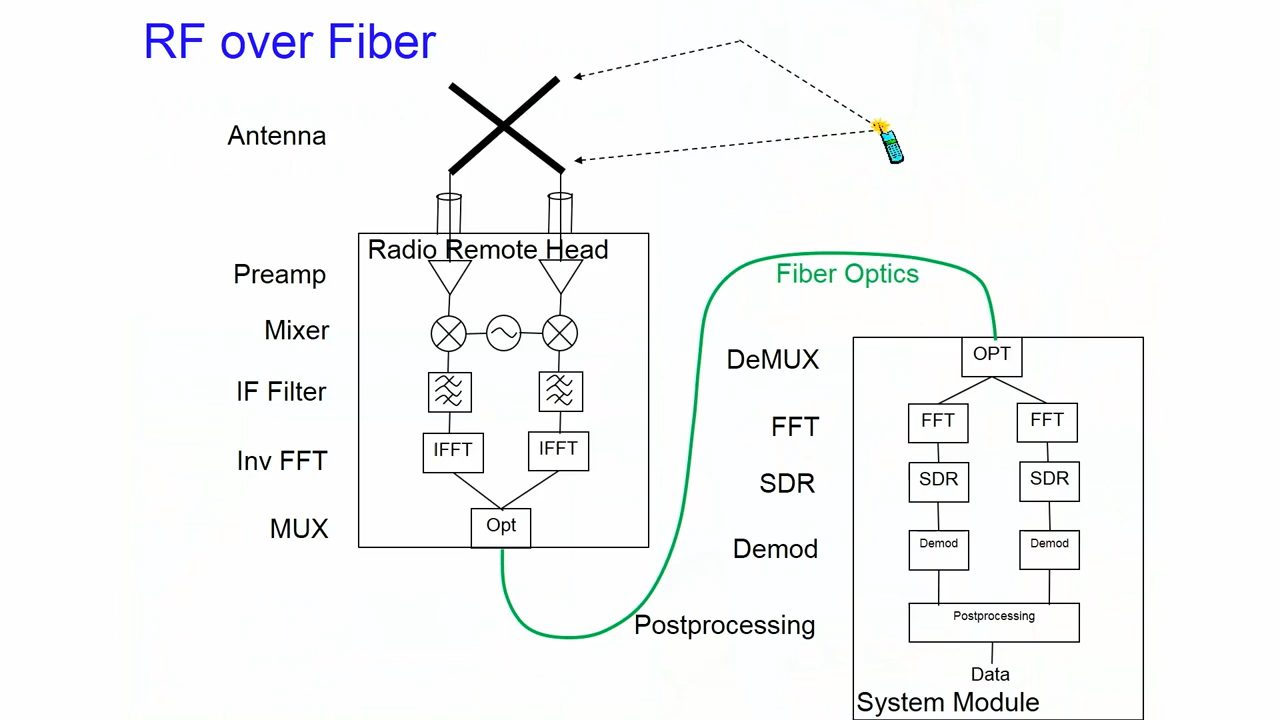 RF over Fiber
Antenna
Radio Remote Head
Preamp
Mixer
IF Filter
Inv FFT
IFFT
IFFT
MUX
Opt
Fiber Optics
DeMUX
OPT
FFT
FFT
FFT
SDR
SDR
SDR
Demod
Demod
Demod
Postprocessing
Postprocessing
Data
System Module